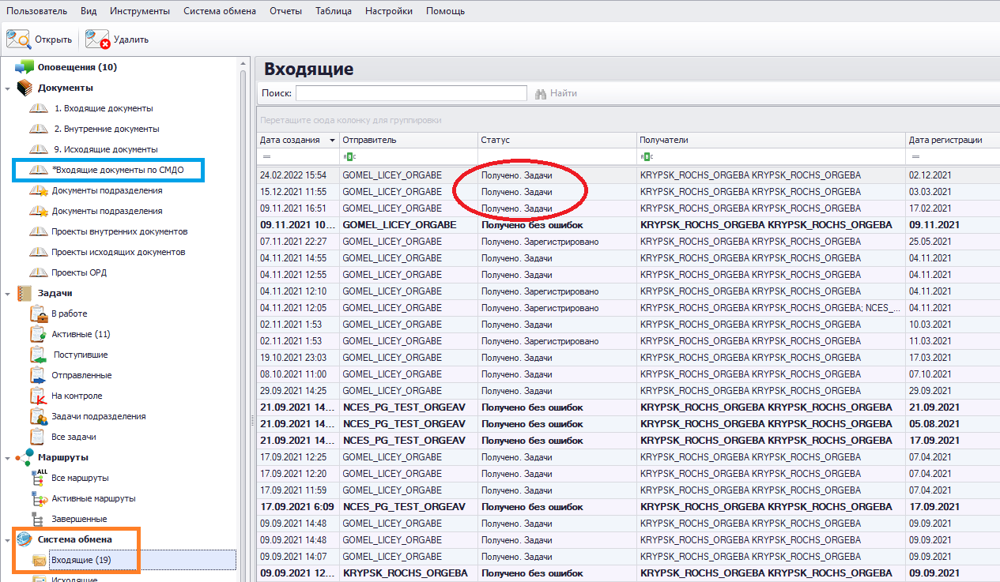 Пользователь Вид Инструменты Система обмена Отчеты Таблица Настройки Помощь
Открыть Удалить
Оповещения (10)
Документы
1. Входящие документы
2. Внутренние документы
9. Исходящие документы
*Входящие документы по СМДО
Документы подразделения
Документы подразделения
Проекты внутренних документов
Проекты исходящих документов
Проекты ОРД
Задачи
В работе
Активные (11)
Поступившие
Отправленные
На контроле
Задачи подразделения
Все задачи
Маршруты
ALL
Все маршруты
Активные маршруты
Завершенные
Система обмена
Входящие (19)
Исходящие
Входящие
Поиск: Найти
Перетащите сюда колонку для группировки
Дата создания Отправитель Статус Получатели Дата регистрации
24.02.2022 15:54 GOMEL_LICEY_ORGABE Получено. Задачи KRYPSK_ROCHS_ORGEBA KRYPSK_ROCHS_ORGEBA 02.12.2021
15.12.2021 11:55 GOMEL_LICEY_ORGABE Получено. Задачи KRYPSK_ROCHS_ORGEBA KRYPSK_ROCHS_ORGEBA 03.03.2021
09.11.2021 16:51 GOMEL_LICEY_ORGABE Получено. Задачи KRYPSK_ROCHS_ORGEBA KRYPSK_ROCHS_ORGEBA 17.02.2021
09.11.2021 10... GOMEL_LICEY_ORGABE Получено без ошибок KRYPSK_ROCHS_ORGEBA KRYPSK_ROCHS_ORGEBA 09.11.2021
07.11.2021 22:27 GOMEL_LICEY_ORGABE Получено. Зарегистрировано KRYPSK_ROCHS_ORGEBA KRYPSK_ROCHS_ORGEBA 25.05.2021
04.11.2021 14:55 GOMEL_LICEY_ORGABE Получено. Задачи KRYPSK_ROCHS_ORGEBA KRYPSK_ROCHS_ORGEBA 04.11.2021
04.11.2021 12:55 GOMEL_LICEY_ORGABE Получено. Задачи KRYPSK_ROCHS_ORGEBA KRYPSK_ROCHS_ORGEBA 04.11.2021
04.11.2021 12:10 GOMEL_LICEY_ORGABE Получено. Зарегистрировано KRYPSK_ROCHS_ORGEBA KRYPSK_ROCHS_ORGEBA 04.11.2021
04.11.2021 12:05 GOMEL_LICEY_ORGABE Получено. Зарегистрировано KRYPSK_ROCHS_ORGEBA KRYPSK_ROCHS_ORGEBA; NCES_... 04.11.2021
02.11.2021 1:53 GOMEL_LICEY_ORGABE Получено. Задачи KRYPSK_ROCHS_ORGEBA KRYPSK_ROCHS_ORGEBA 10.03.2021
02.11.2021 1:53 GOMEL_LICEY_ORGABE Получено. Зарегистрировано KRYPSK_ROCHS_ORGEBA KRYPSK_ROCHS_ORGEBA 11.03.2021
19.10.2021 23:03 GOMEL_LICEY_ORGABE Получено. Задачи KRYPSK_ROCHS_ORGEBA KRYPSK_ROCHS_ORGEBA 17.03.2021
08.10.2021 11:00 GOMEL_LICEY_ORGABE Получено. Задачи KRYPSK_ROCHS_ORGEBA KRYPSK_ROCHS_ORGEBA 07.10.2021
29.09.2021 14:25 GOMEL_LICEY_ORGABE Получено. Задачи KRYPSK_ROCHS_ORGEBA KRYPSK_ROCHS_ORGEBA 29.09.2021
21.09.2021 14... NCES_PG_TEST_ORGEAV Получено без ошибок KRYPSK_ROCHS_ORGEBA KRYPSK_ROCHS_ORGEBA 21.09.2021
21.09.2021 14... NCES_PG_TEST_ORGEAV Получено без ошибок KRYPSK_ROCHS_ORGEBA KRYPSK_ROCHS_ORGEBA 05.08.2021
21.09.2021 14... NCES_PG_TEST_ORGEAV Получено без ошибок KRYPSK_ROCHS_ORGEBA KRYPSK_ROCHS_ORGEBA 17.09.2021
17.09.2021 12:25 GOMEL_LICEY_ORGABE Получено. Задачи KRYPSK_ROCHS_ORGEBA KRYPSK_ROCHS_ORGEBA 07.04.2021
17.09.2021 12:20 GOMEL_LICEY_ORGABE Получено. Задачи KRYPSK_ROCHS_ORGEBA KRYPSK_ROCHS_ORGEBA 07.04.2021
17.09.2021 11:59 GOMEL_LICEY_ORGABE Получено. Задачи KRYPSK_ROCHS_ORGEBA KRYPSK_ROCHS_ORGEBA 07.04.2021
17.09.2021 6:09 NCES_PG_TEST_ORGEAV Получено без ошибок KRYPSK_ROCHS_ORGEBA KRYPSK_ROCHS_ORGEBA 17.09.2021
09.09.2021 14:48 GOMEL_LICEY_ORGABE Получено. Задачи KRYPSK_ROCHS_ORGEBA KRYPSK_ROCHS_ORGEBA 09.09.2021
09.09.2021 14:48 GOMEL_LICEY_ORGABE Получено. Задачи KRYPSK_ROCHS_ORGEBA KRYPSK_ROCHS_ORGEBA 09.09.2021
09.09.2021 14:07 GOMEL_LICEY_ORGABE Получено. Задачи KRYPSK_ROCHS_ORGEBA KRYPSK_ROCHS_ORGEBA 09.09.2021
09.09.2021 12... KRYPSK_ROCHS_ORGEBA Получено без ошибок KRYPSK_ROCHS_ORGEBA KRYPSK_ROCHS_ORGEBA 09.09.2021